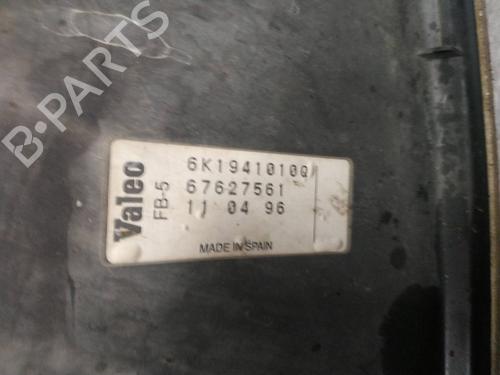 B-PARTS
Valeo
FB-5
6K1941010Q
67627561
11 04 96
MADE IN SPAIN